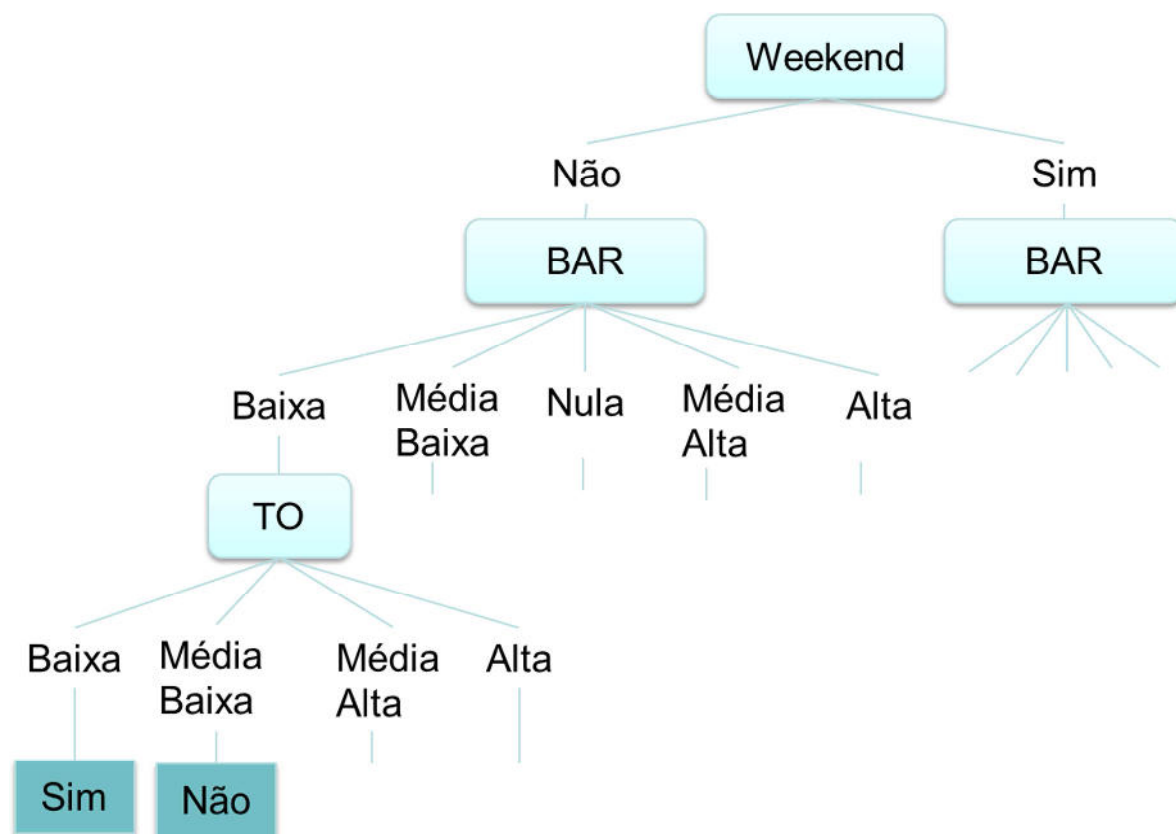 Weekend
Não
Sim
BAR
BAR
Baixa
Média
Baixa
Nula
Média
Alta
Alta
TO
Baixa
Média
Baixa
Média
Alta
Alta
Sim
Não